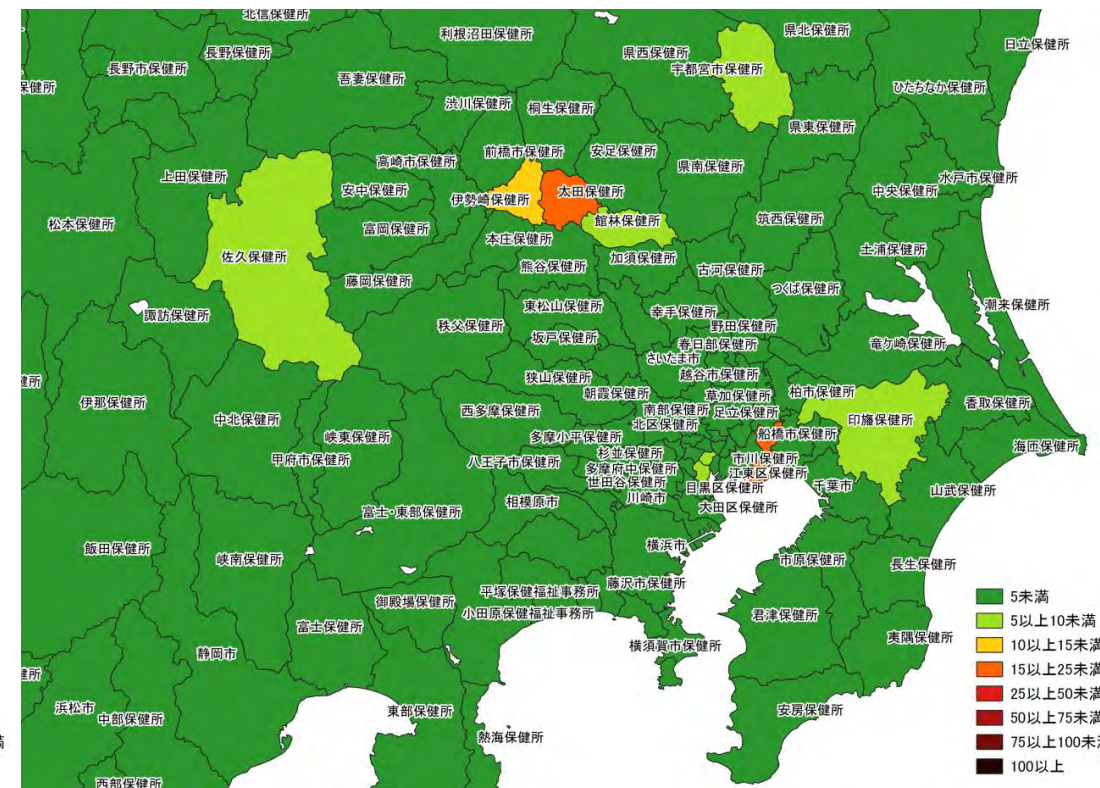 北信保健所
利根沼田保健所
県北保健所
長野保健所
県西保健所
日立保健所
長野市保健所
宇都宮市保健所
吾妻保健所
保健所
ひたちなか保健所
渋川保健所
桐生保健所
県東保健所
前橋市保健所
安足保健所
高崎市保健所
県南保健所
上田保健所
水戸市保健所
安中保健所
太田保健所
中央保健所
伊勢崎保健所
松本保健所
館林保健所
筑西保健所
富岡保健所
本庄保健所
土浦保健所
佐久保健所
加須保健所
熊谷保健所
古河保健所
藤岡保健所
つくば保健所
東松山保健所
潮来保健所
諏訪保健所
幸手保健所
秩父保健所
野田保健所
坂戸保健所
春日部保健所
竜ケ崎保健所
さいたま市
越谷市保健所
狭山保健所
所
柏市保健所
朝霞保健所
草加保健所
伊那保健所
香取保健所
西多摩保健所
南部保健所
足立保健所
中北保健所
印旛保健所
北区保健所
船橋市保健所
峡東保健所
多摩小平保健所
海匝保健所
杉並保健所
市川保健所
甲府市保健所
八王子市保健所
多摩府中保健所
江東区保健所
世田谷保健所
目黒区保健所
千葉市
山武保健所
相模原市
川崎市
大田区保健所
富士・東部保健所
飯田保健所
横浜市
峡南保健所
市原保健所
長生保健所
藤沢市保健所
平塚保健福祉事務所
5未満
御殿場保健所
小田原保健福祉事務所
君津保健所
5以上10未満
富士保健所
夷隅保健所
横須賀市保健所
10以上15未満
静岡市
15以上25未満
健所
25以上50未満
浜松市
中部保健所
東部保健所
安房保健所
50以上75未満
熱海保健所
満
75以上100未
100以上
西部保健所